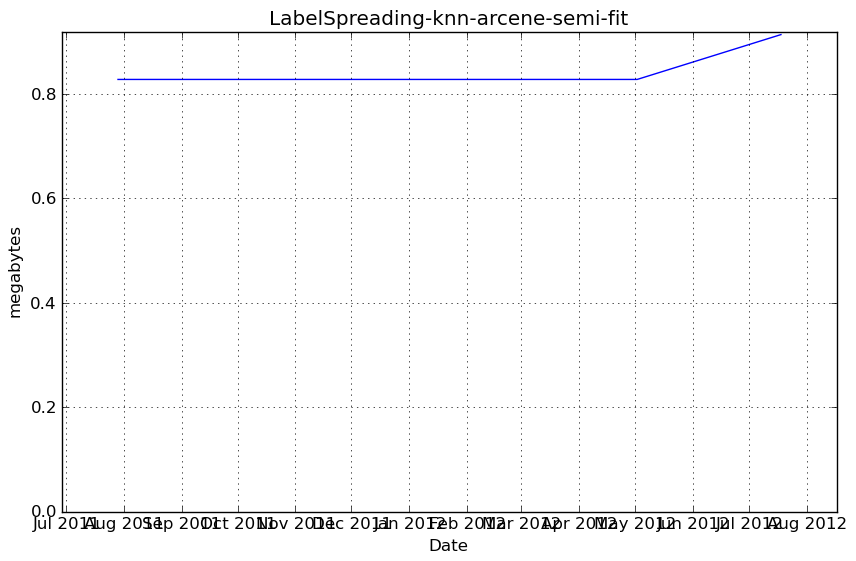 LabelSpreading-knn-arcene-semi-fit
megabytes
0.8
0.6
0.4
0.2
0.0
Jul 2011 Aug 2011 Sep 2011 Oct 2011 Nov 2011 Dec 2011 Jan 2012 Feb 2012 Mar 2012 Apr 2012 May 2012 Jun 2012 Jul 2012 Aug 2012
Date